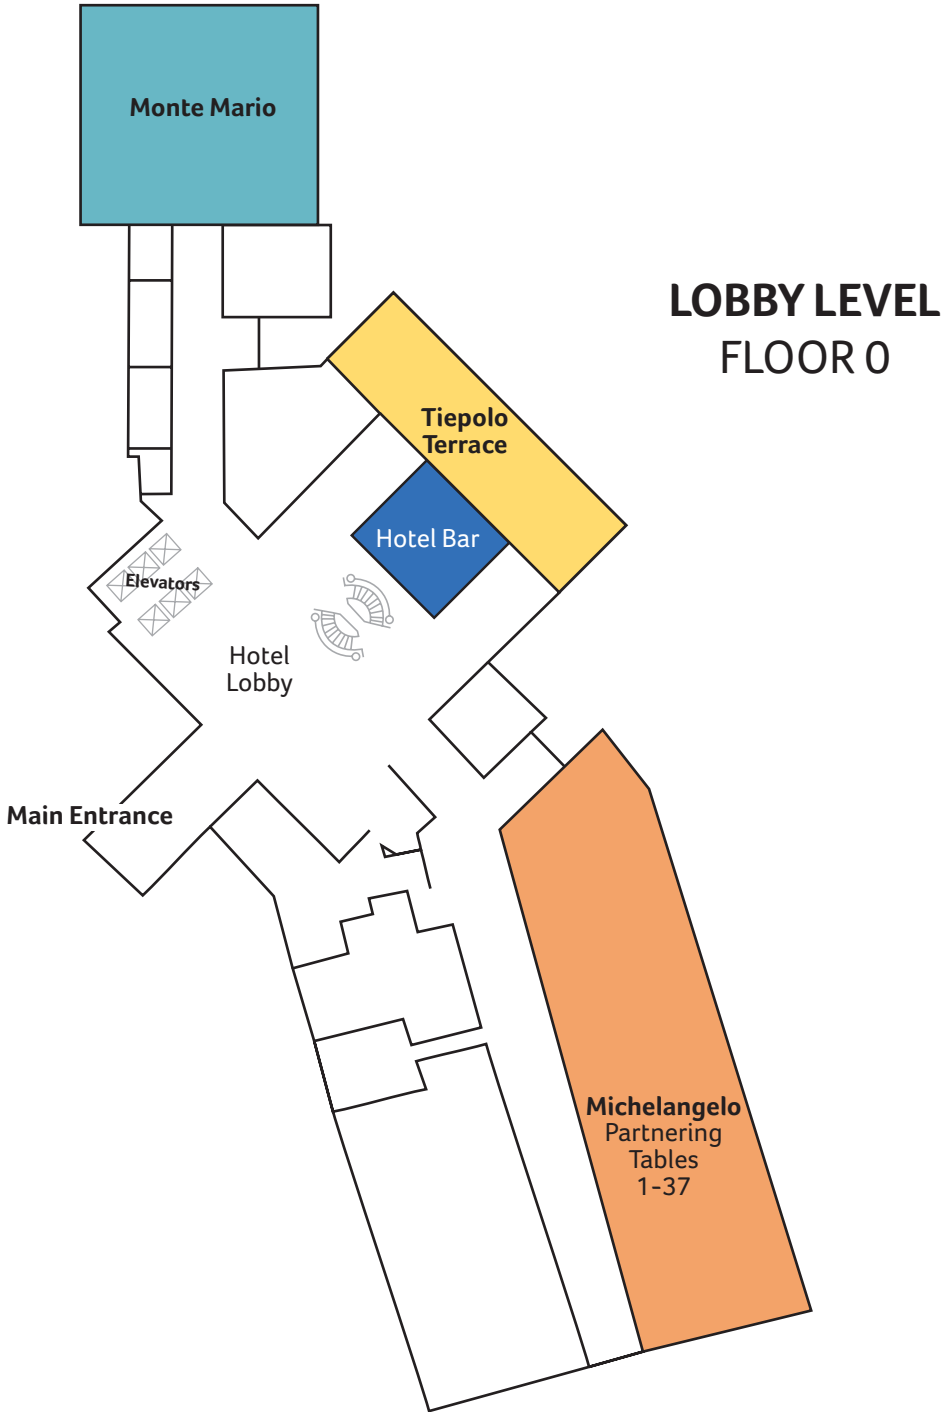 Monte Mario
LOBBY LEVEL
FLOOR 0
Tiepolo
Terrace
Hotel Bar
Elevators
Hotel
Lobby
Main Entrance
Michelangelo
Partnering
Tables
1-37